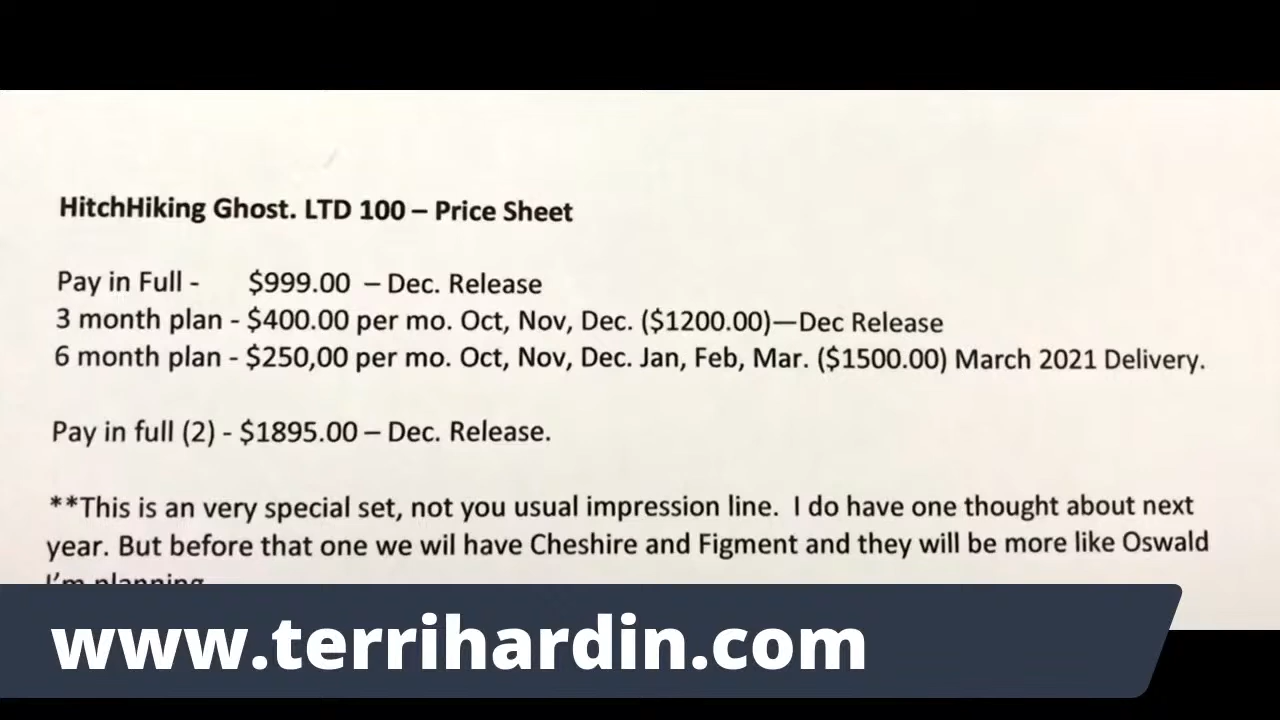 HitchHiking Ghost. LTD 100 – Price Sheet
Pay in Full - $999.00 – Dec. Release
3 month plan - $400.00 per mo. Oct, Nov, Dec. ($1200.00)—Dec Release
6 month plan - $250,00 per mo. Oct, Nov, Dec. Jan, Feb, Mar. ($1500.00) March 2021 Delivery.
Pay in full (2) - $1895.00 – Dec. Release.
**This is an very special set, not you usual impression line. I do have one thought about next
year. But before that one we wil have Cheshire and Figment and they will be more like Oswald
I'm planning
www.terrihardin.com